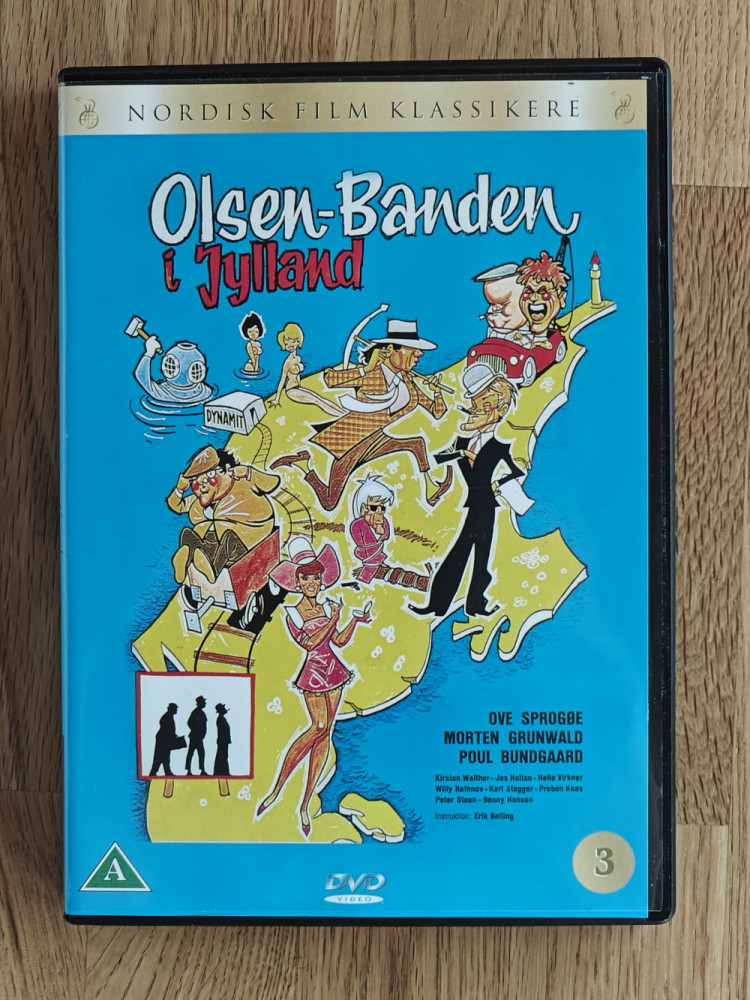 NORDISK FILM KLASSIKERE
Olsen-Banden
i Jylland
DYNAMIT
OVE SPROGØE
MORTEN GRUNWALD
POUL BUNDGAARD
Kirsten Walther - Jes Holtsø - Helle Virkner
Willy Rathnov - Karl Stegger - Preben Kaas
Peter Steen - Benny Hansen
Instruktion: Erik Balling
A
DVD
VIDEO
3